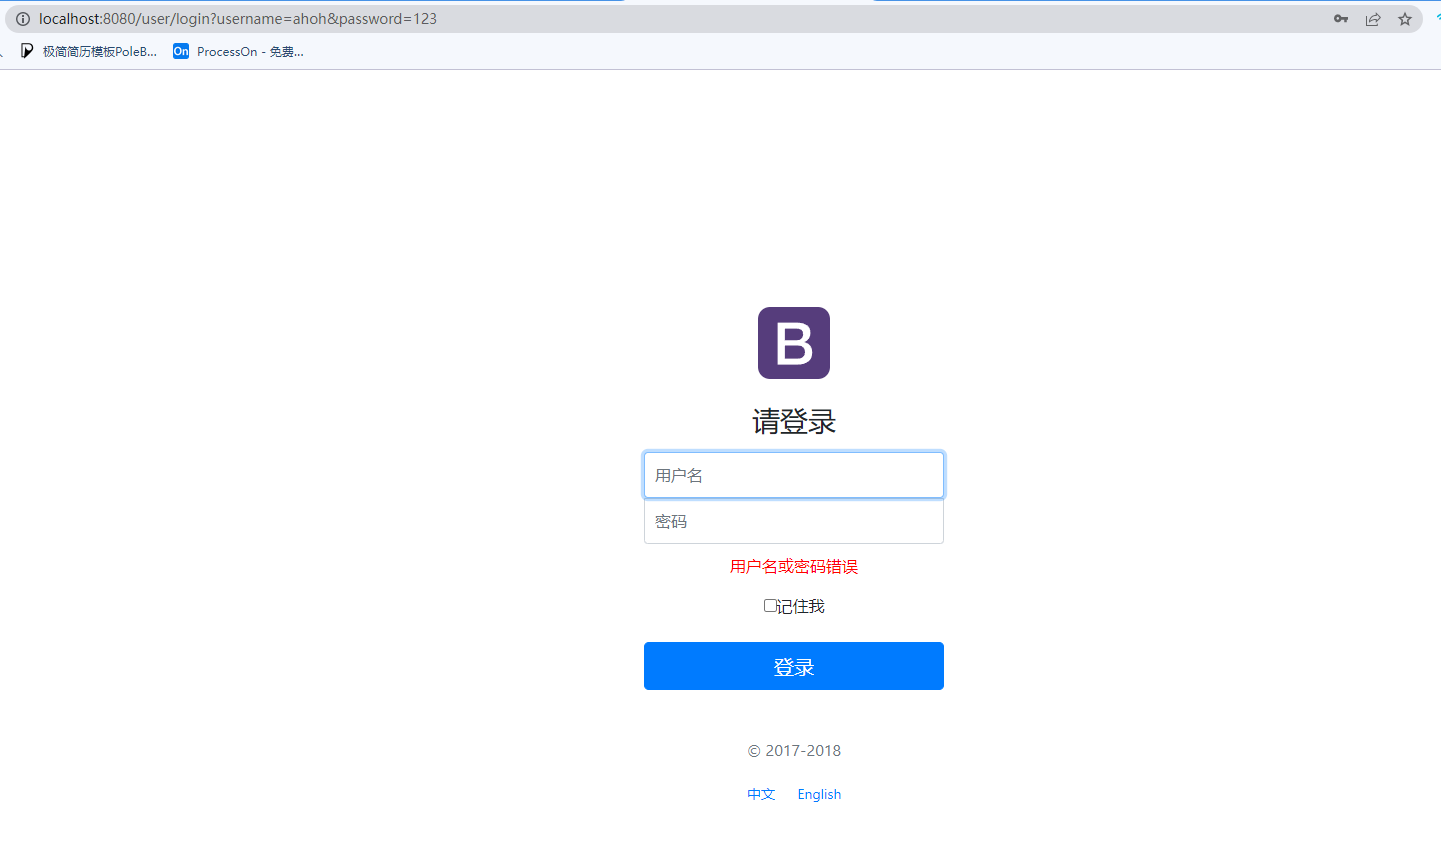 localhost:8080/user/login?username=ahoh&password=123
极简简历模板PoleB... On ProcessOn - 免费...
B
请登录
用户名
密码
用户名或密码错误
记住我
登录
© 2017-2018
中文 English